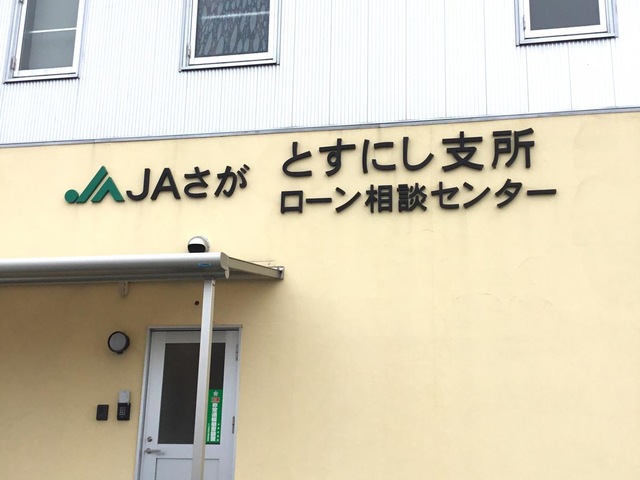 JAさが
とすにし支所
ローン相談センター